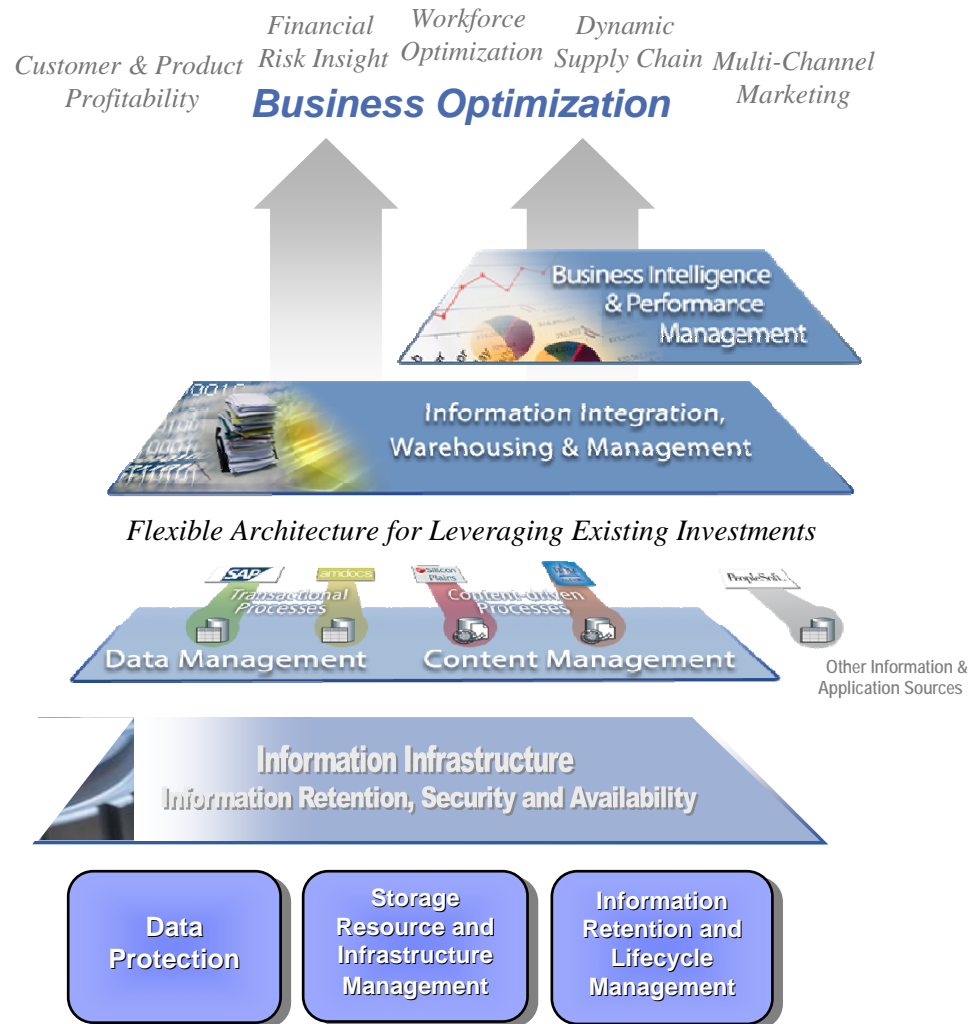 Customer & Product
Profitability
Financial
Risk Insight
Workforce
Optimization
Dynamic
Supply Chain
Multi-Channel
Marketing
Business Optimization
Business Intelligence
& Performance
Management
Information Integration,
Warehousing & Management
Flexible Architecture for Leveraging Existing Investments
SAP
amdocs
Silicon
Plains
PeopleSoft
Transactional
Processes
Content-driven
Processes
Data Management
Content Management
Other Information &
Application Sources
Information Infrastructure
Information Retention, Security and Availability
Data
Protection
Storage
Resource and
Infrastructure
Management
Information
Retention and
Lifecycle
Management